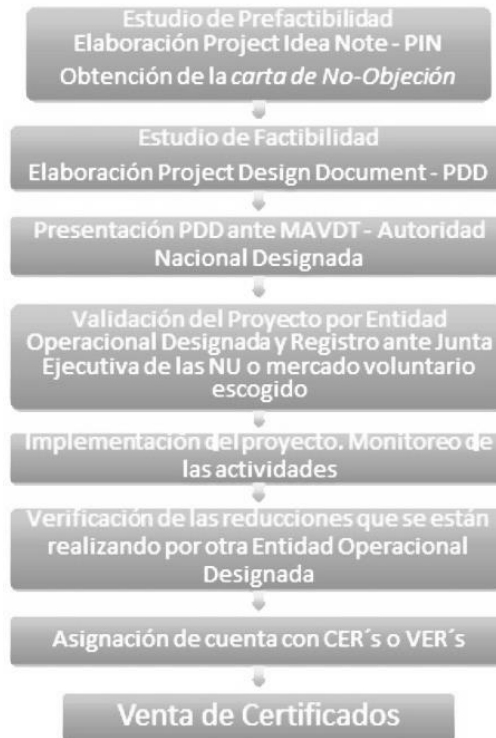 Estudio de Prefactibilidad
Elaboración Project Idea Note - PIN
Obtención de la carta de No-Objeción
Estudio de Factibilidad
Elaboración Project Design Document - PDD
Presentación PDD ante MAVDT - Autoridad
Nacional Designada
Validación del Proyecto por Entidad
Operacional Designada y Registro ante Junta
Ejecutiva de las NU o mercado voluntario
escogido
Implementación del proyecto. Monitoreo de
las actividades
Verificación de las reducciones que se están
realizando por otra Entidad Operacional
Designada
Asignación de cuenta con CER´s o VER´s
Venta de Certificados